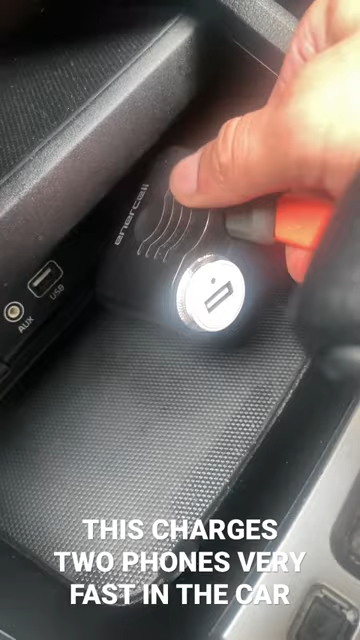 enercell
USB
AUX
THIS CHARGES
TWO PHONES VERY
FAST IN THE CAR